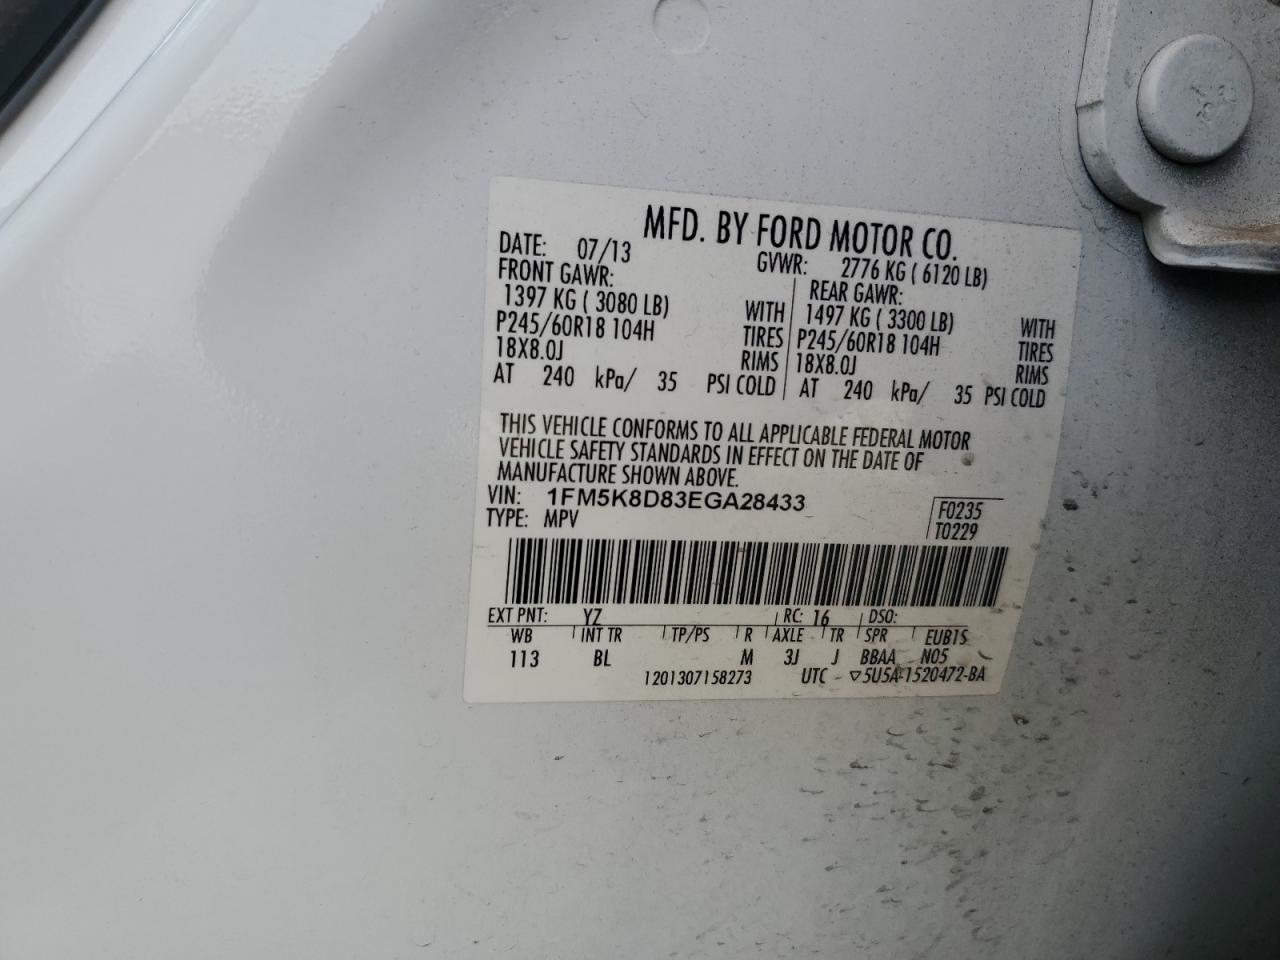 MFD. BY FORD MOTOR CO.
DATE: 07/13 GVWR: 2776 KG ( 6120 LB)
FRONT GAWR: REAR GAWR:
1397 KG ( 3080 LB) WITH 1497 KG ( 3300 LB) WITH
P245/60R18 104H TIRES P245/60R18 104H TIRES
18X8.0J RIMS 18X8.0J RIMS
AT 240 kPa/ 35 PSI COLD AT 240 kPa/ 35 PSI COLD
THIS VEHICLE CONFORMS TO ALL APPLICABLE FEDERAL MOTOR
VEHICLE SAFETY STANDARDS IN EFFECT ON THE DATE OF
MANUFACTURE SHOWN ABOVE.
VIN: 1FM5K8D83EGA28433 F0235
TYPE: MPV T0229
EXT PNT: YZ RC: 16 DSO:
WB INT TR TP/PS R AXLE TR SPR EUB1S
113 BL M 3J J BBAA N05
1201307158273 UTC - ▽5U5A-1520472-BA